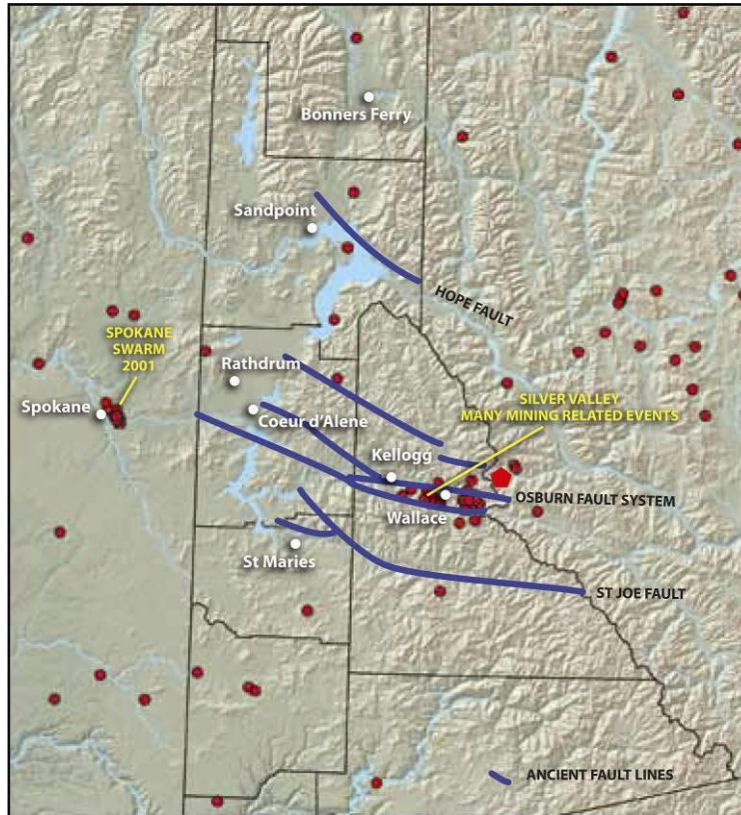 Bonners Ferry
Sandpoint
HOPE FAULT
SPOKANE
SWARM
2001
Rathdrum
Spokane
Coeur d'Alene
SILVER VALLEY
MANY MINING RELATED EVENTS
Kellogg
OSBURN FAULT SYSTEM
Wallace
St Maries
ST JOE FAULT
ANCIENT FAULT LINES